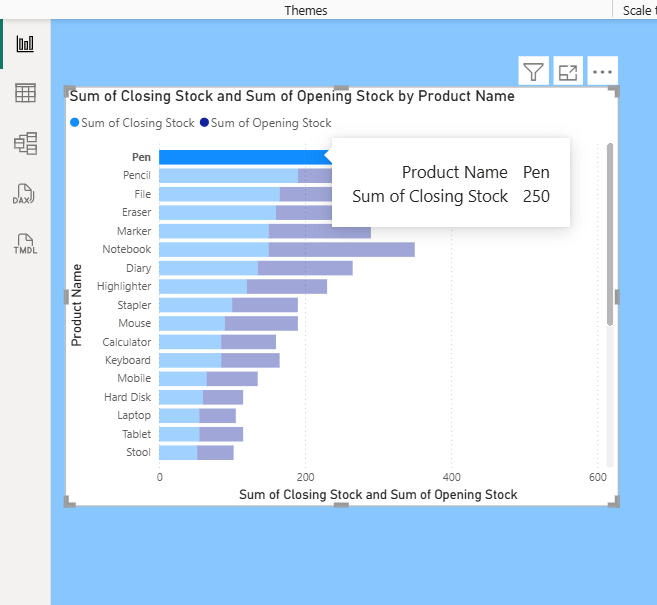 Themes
Scale t
DAX
TMDL
Sum of Closing Stock and Sum of Opening Stock by Product Name
Sum of Closing Stock Sum of Opening Stock
Product Name
Pen
Pencil
File
Eraser
Marker
Notebook
Diary
Highlighter
Stapler
Mouse
Calculator
Keyboard
Mobile
Hard Disk
Laptop
Tablet
Stool
Product Name Pen
Sum of Closing Stock 250
0 200 400 600
Sum of Closing Stock and Sum of Opening Stock